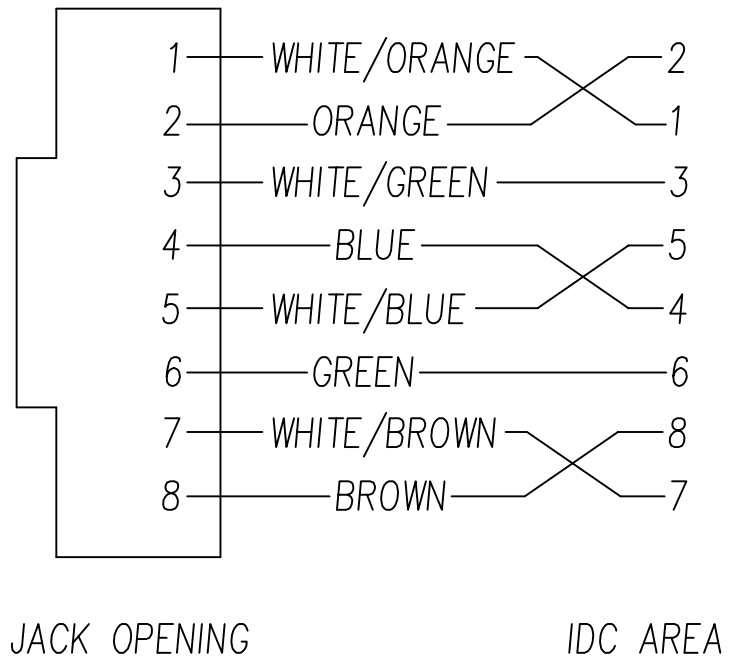 1 WHITE/ORANGE 2
2 ORANGE 1
3 WHITE/GREEN 3
4 BLUE 5
5 WHITE/BLUE 4
6 GREEN 6
7 WHITE/BROWN 8
8 BROWN 7
JACK OPENING IDC AREA